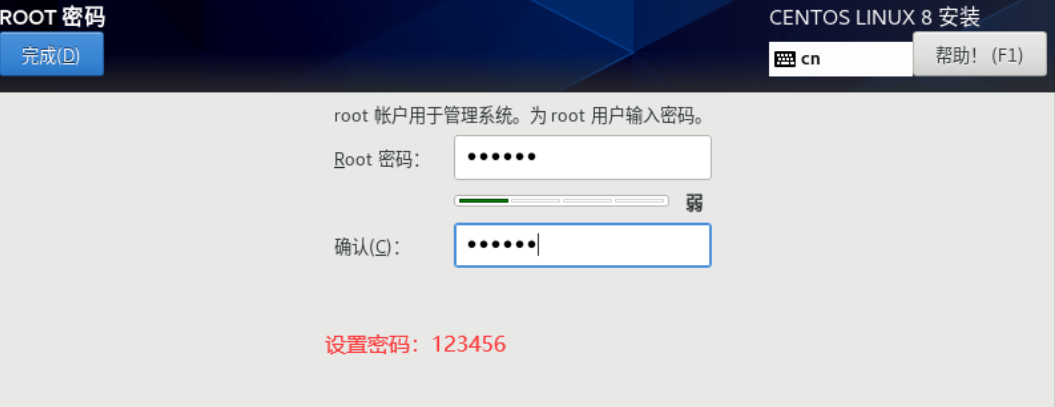 ROOT 密码
CENTOS LINUX 8 安装
完成(D)
cn
帮助！ (F1)
root 帐户用于管理系统。为 root 用户输入密码。
Root 密码：
••••••
弱
确认(C)：
••••••
设置密码：123456